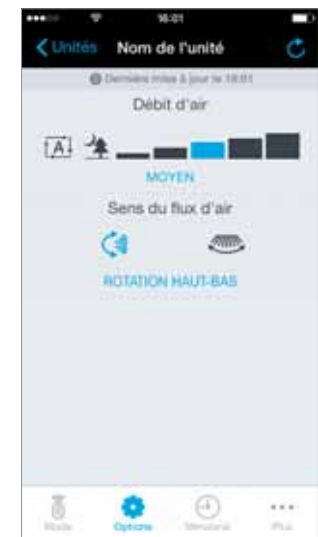 16:01
Unités Nom de l'unité
Dernière mise à jour le 16:01
Débit d'air
A
MOYEN
Sens du flux d'air
ROTATION HAUT-BAS
Mode Options Minuterie Plus